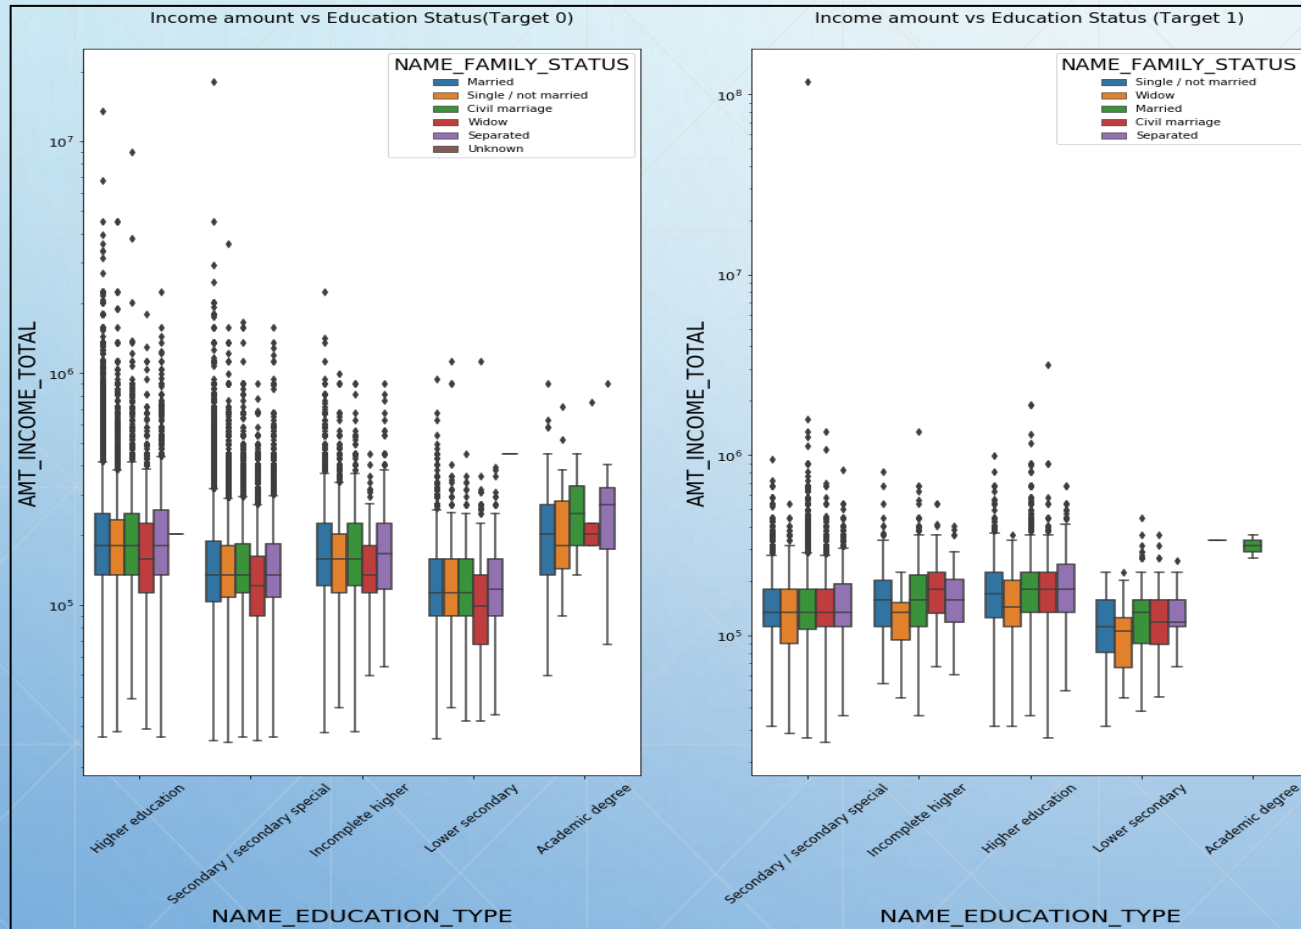 Income amount vs Education Status(Target 0)
NAME_FAMILY_STATUS
Married
Single / not married
Civil marriage
Widow
Separated
Unknown
10^7
10^6
10^5
AMT_INCOME_TOTAL
Higher education
Secondary / secondary special
Incomplete higher
Lower secondary
Academic degree
NAME_EDUCATION_TYPE
Income amount vs Education Status (Target 1)
NAME_FAMILY_STATUS
Single / not married
Widow
Married
Civil marriage
Separated
10^8
10^7
10^6
10^5
AMT_INCOME_TOTAL
Secondary / secondary special
Incomplete higher
Higher education
Lower secondary
Academic degree
NAME_EDUCATION_TYPE